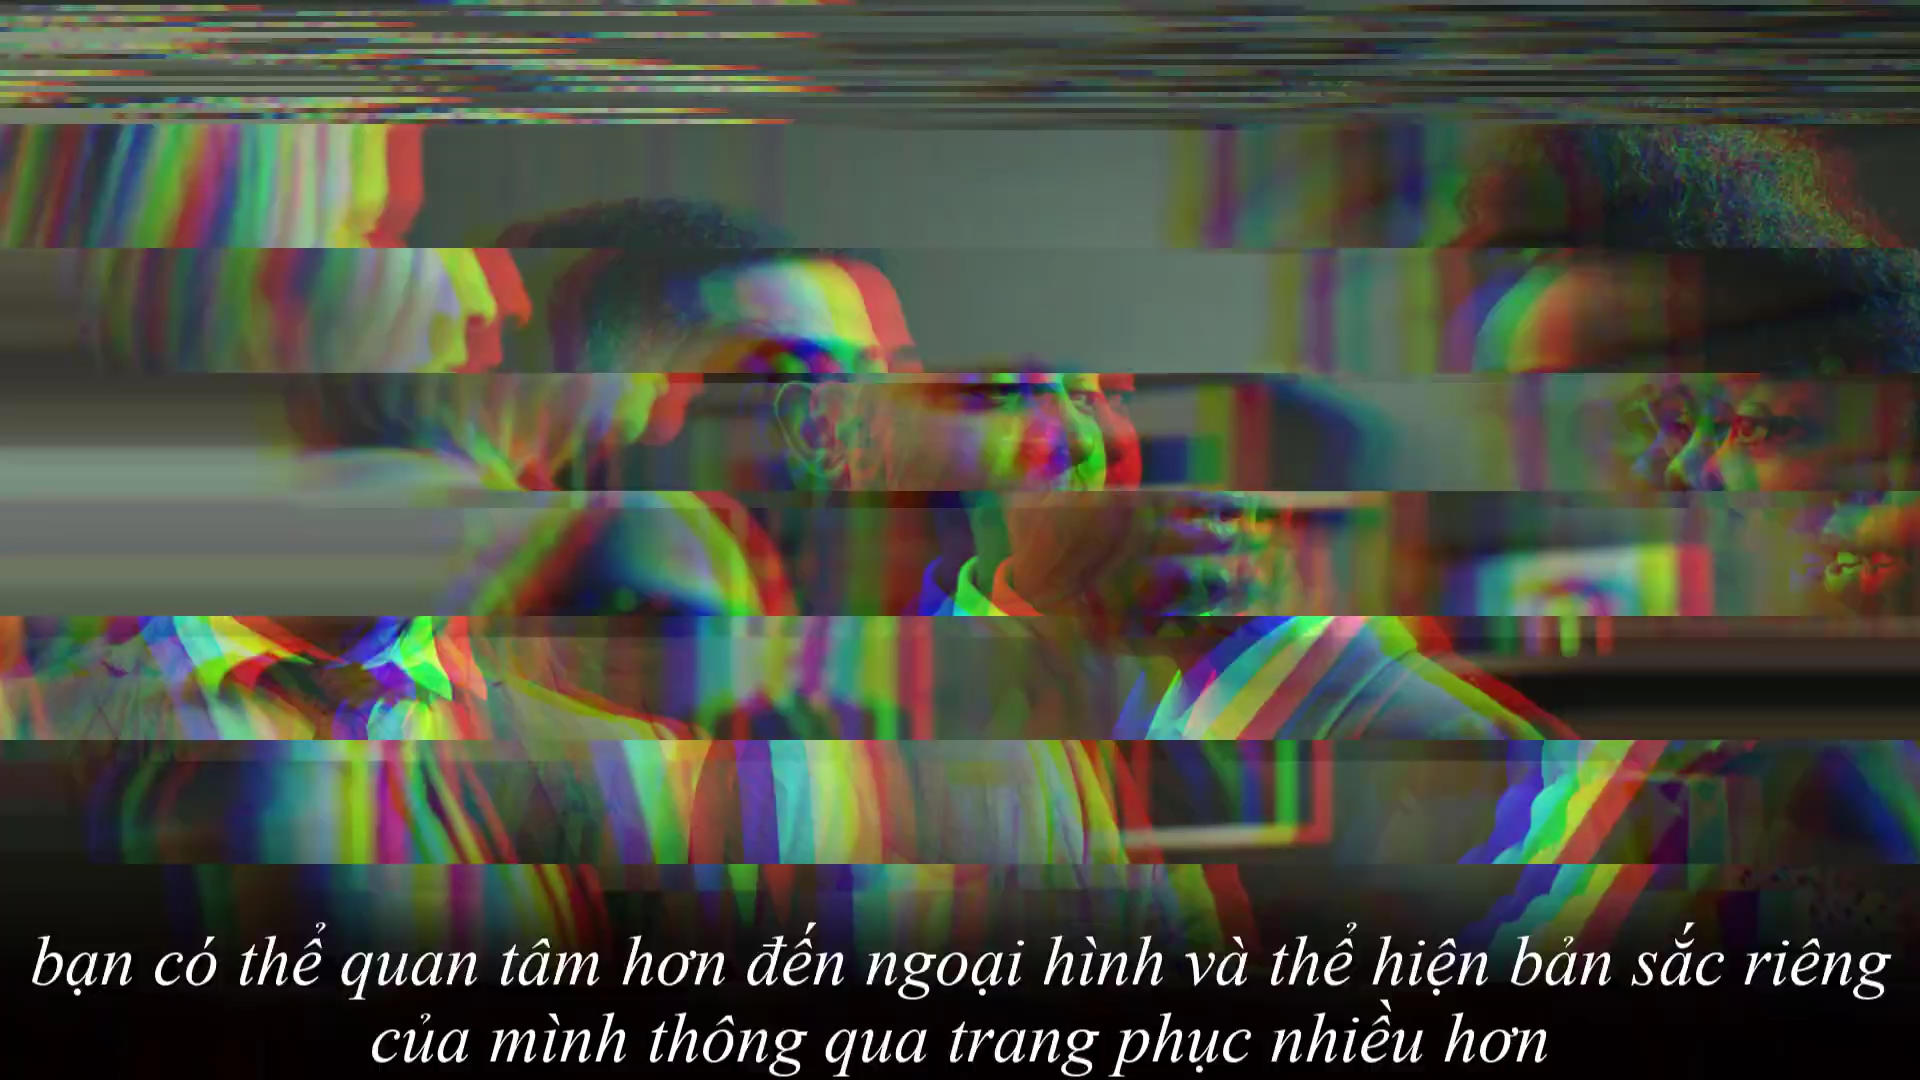 bạn có thể quan tâm hơn đến ngoại hình và thể hiện bản sắc riêng
của mình thông qua trang phục nhiều hơn